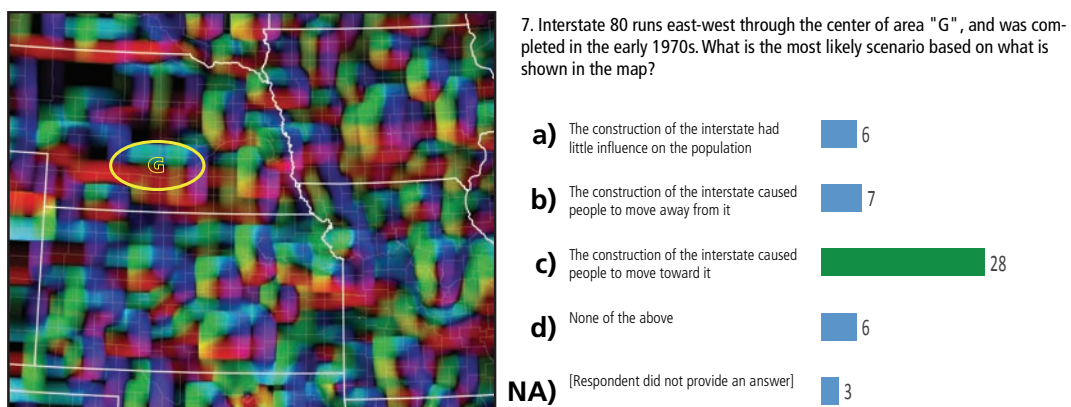 G
7. Interstate 80 runs east-west through the center of area "G", and was com-
pleted in the early 1970s. What is the most likely scenario based on what is
shown in the map?
a) The construction of the interstate had
little influence on the population
6
b) The construction of the interstate caused
people to move away from it
7
c) The construction of the interstate caused
people to move toward it
28
d) None of the above
6
NA) [Respondent did not provide an answer]
3